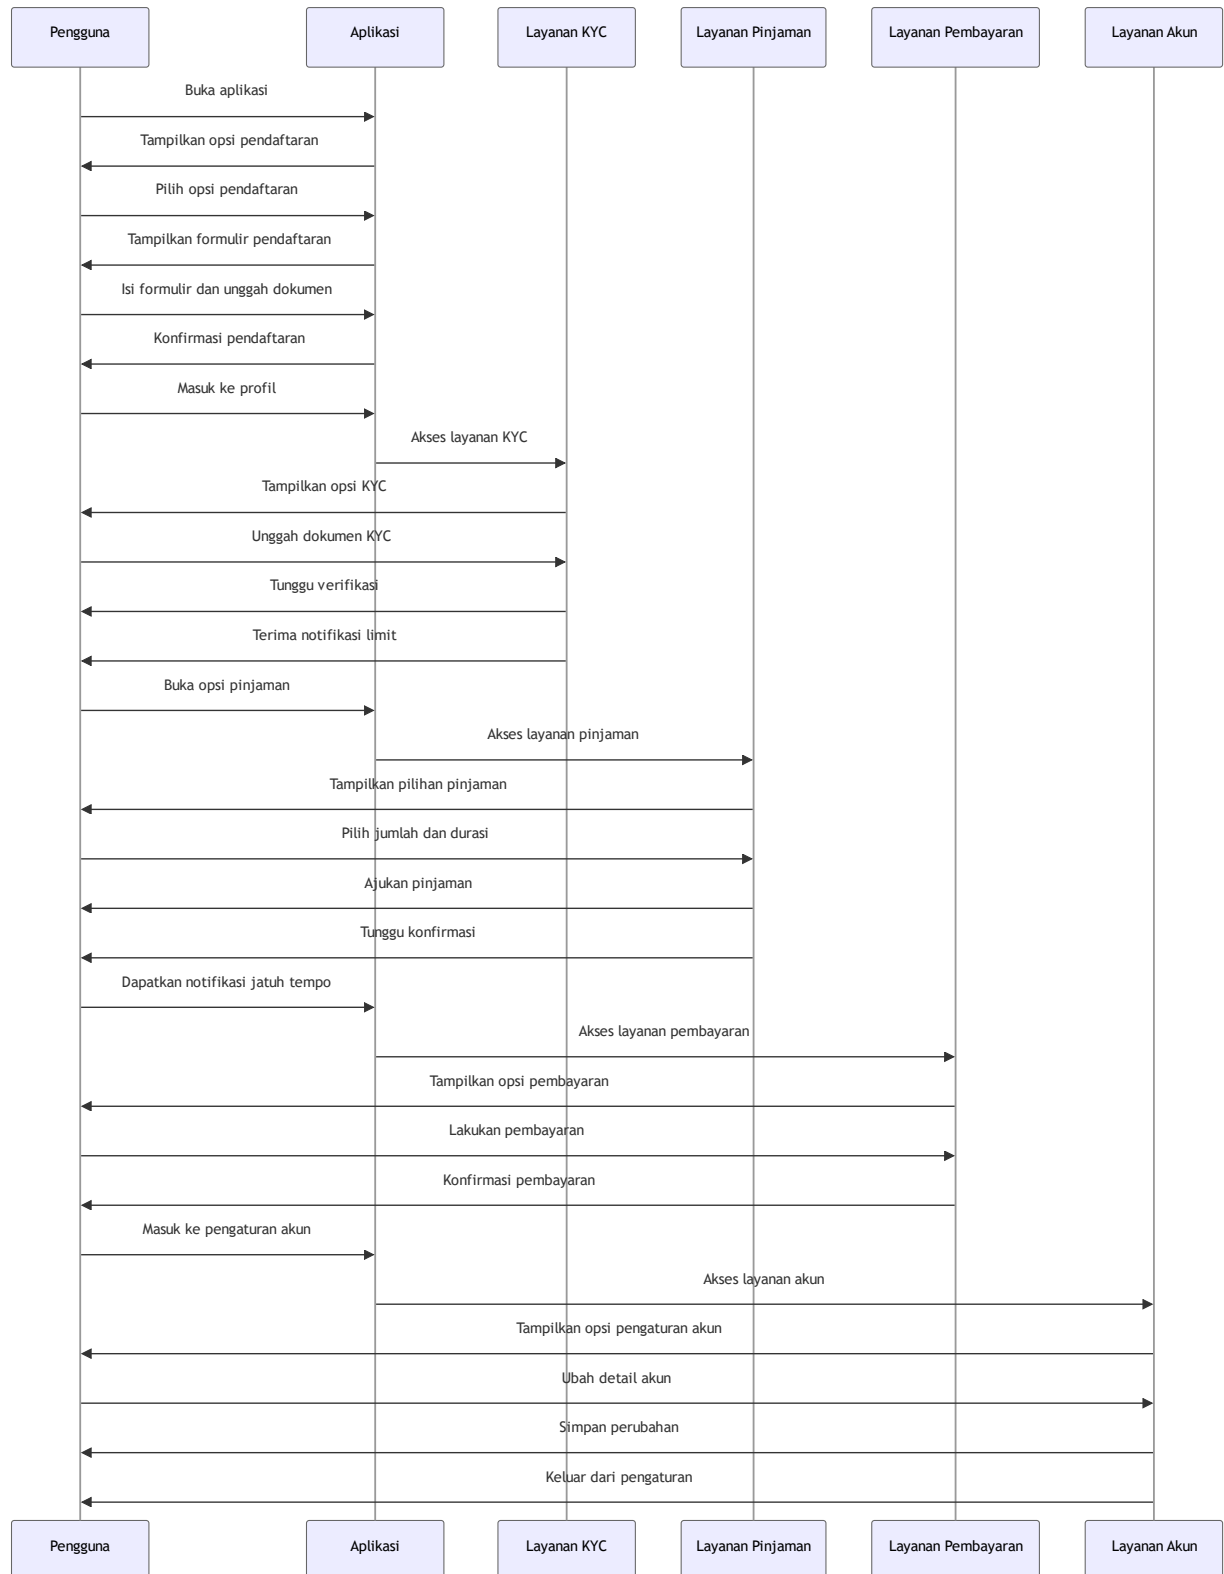 Pengguna
Aplikasi
Layanan KYC
Layanan Pinjaman
Layanan Pembayaran
Layanan Akun
Buka aplikasi
Tampilkan opsi pendaftaran
Pilih opsi pendaftaran
Tampilkan formulir pendaftaran
Isi formulir dan unggah dokumen
Konfirmasi pendaftaran
Masuk ke profil
Akses layanan KYC
Tampilkan opsi KYC
Unggah dokumen KYC
Tunggu verifikasi
Terima notifikasi limit
Buka opsi pinjaman
Akses layanan pinjaman
Tampilkan pilihan pinjaman
Pilih jumlah dan durasi
Ajukan pinjaman
Tunggu konfirmasi
Dapatkan notifikasi jatuh tempo
Akses layanan pembayaran
Tampilkan opsi pembayaran
Lakukan pembayaran
Konfirmasi pembayaran
Masuk ke pengaturan akun
Akses layanan akun
Tampilkan opsi pengaturan akun
Ubah detail akun
Simpan perubahan
Keluar dari pengaturan
Pengguna
Aplikasi
Layanan KYC
Layanan Pinjaman
Layanan Pembayaran
Layanan Akun